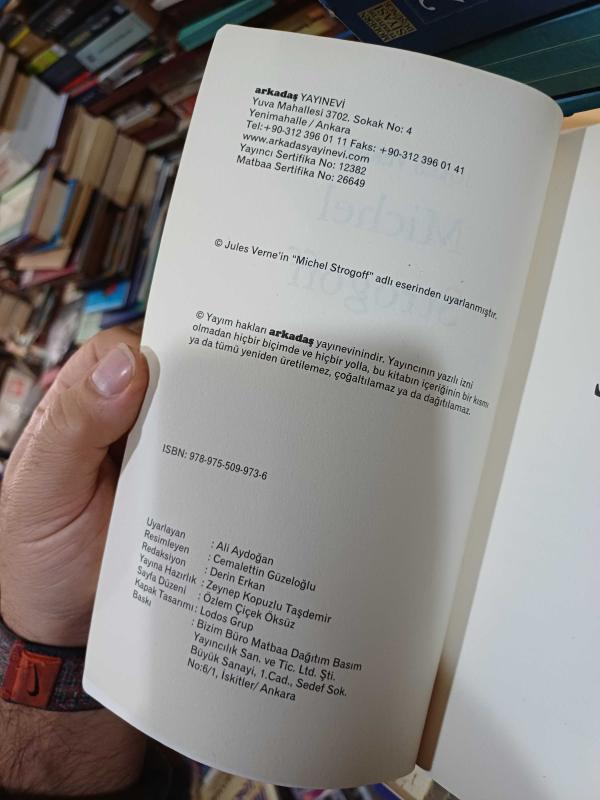 arkadaş YAYINEVİ
Yuva Mahallesi 3702. Sokak No: 4
Yenimahalle / Ankara
Tel:+90-312 396 01 11 Faks: +90-312 396 01 41
www.arkadasyayinevi.com
Yayıncı Sertifika No: 12382
Matbaa Sertifika No: 26649
© Jules Verne'in "Michel Strogoff" adlı eserinden uyarlanmıştır.
© Yayım hakları arkadaş yayınevinindir. Yayıncının yazılı izni
olmadan hiçbir biçimde ve hiçbir yolla, bu kitabın içeriğinin bir kısmı
ya da tümü yeniden üretilemez, çoğaltılamaz ya da dağıtılamaz.
ISBN: 978-975-509-973-6
Uyarlayan : Ali Aydoğan
Resimleyen : Cemalettin Güzeloğlu
Redaksiyon : Derin Erkan
Yayına Hazırlık : Zeynep Kopuzlu Taşdemir
Sayfa Düzeni : Özlem Çiçek Öksüz
Kapak Tasarımı : Lodos Grup
Baskı : Bizim Büro Matbaa Dağıtım Basım
Yayıncılık San. ve Tic. Ltd. Şti.
Büyük Sanayi, 1.Cad., Sedef Sok.
No:6/1, İskitler/ Ankara